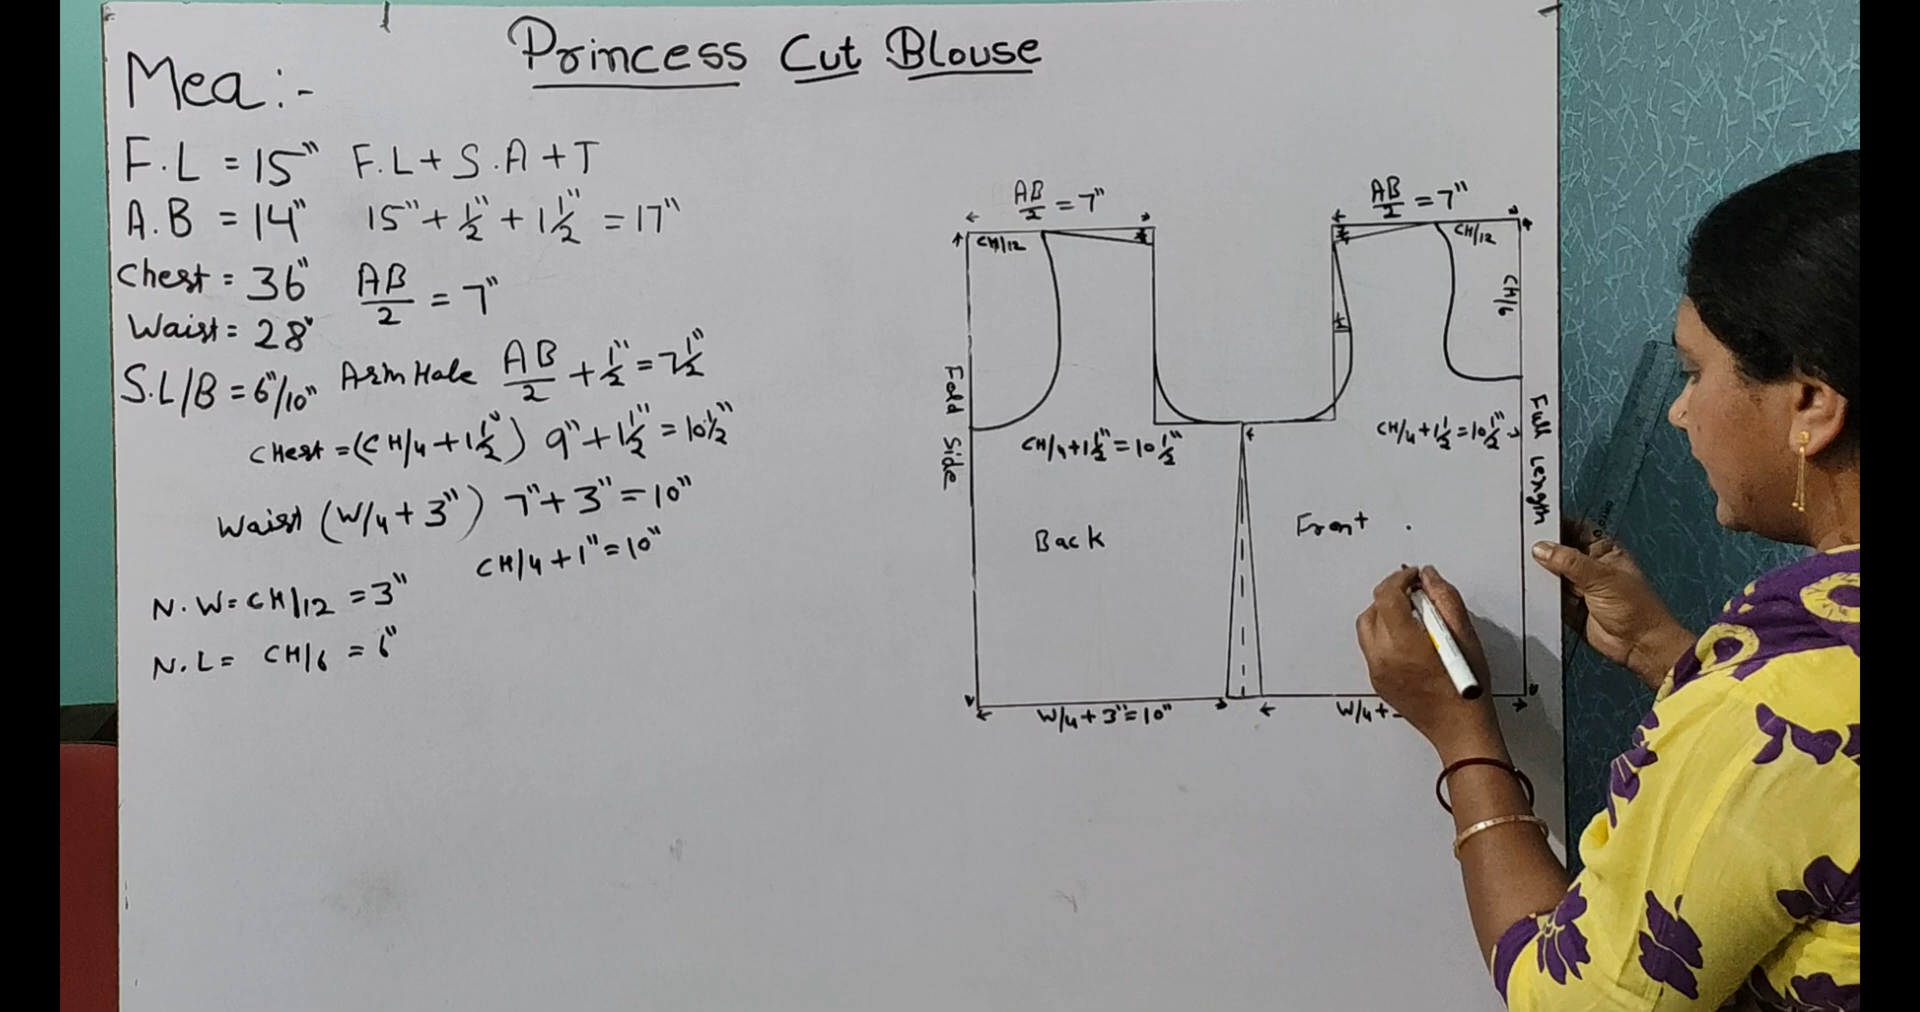 Princess Cut Blouse
Mea:-
F.L = 15" F.L + S.A + T
A.B = 14" 15" + 1/2" + 1 1/2" = 17"
Chest = 36" AB/2 = 7"
Waist = 28"
S.L/B = 6"/10" Arm Hole AB/2 + 1/2" = 7 1/2"
CHest = (CH/4 + 1 1/2") 9" + 1 1/2" = 10 1/2"
Waist (W/4 + 3") 7" + 3" = 10"
CH/4 + 1" = 10"
N.W = CH/12 = 3"
N.L = CH/6 = 6"
AB/2 = 7"
CH/12
Fold Side
CH/4 + 1 1/2" = 10 1/2"
Back
W/4 + 3" = 10"
AB/2 = 7"
CH/12
CH/6
CH/4 + 1 1/2 = 10 1/2"
Full Length
Front
W/4 +